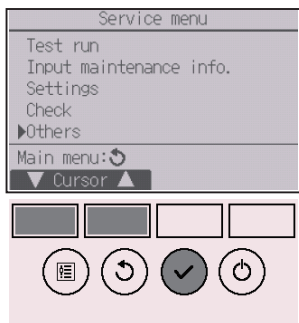 Service menu
Test run
Input maintenance info.
Settings
Check
▶Others
Main menu:↺
▼ Cursor ▲